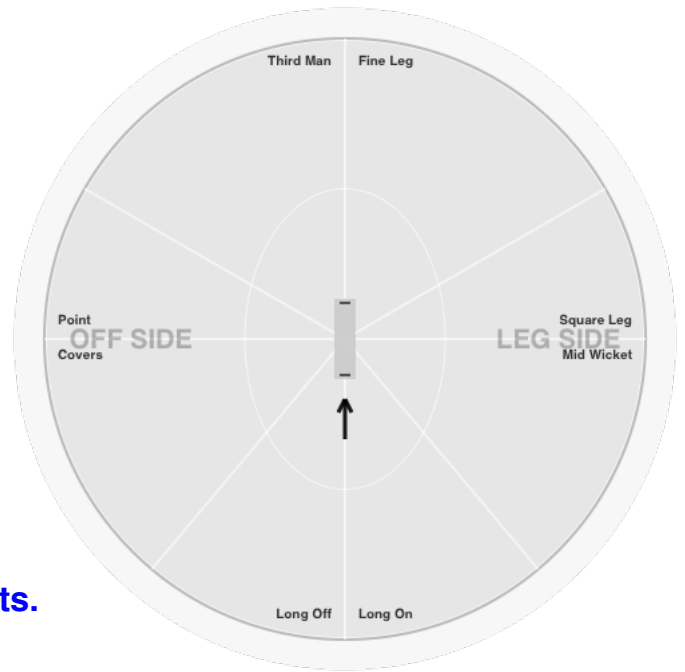 Third Man
Fine Leg
Point
Square Leg
OFF SIDE
LEG SIDE
Covers
Mid Wicket
ts.
Long Off
Long On